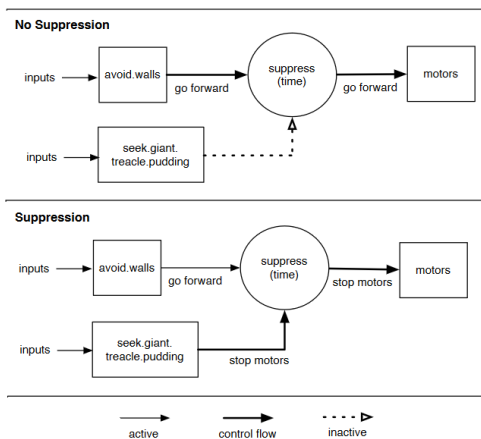 No Suppression
inputs
avoid.walls
go forward
suppress
(time)
go forward
motors
inputs
seek.giant.
treacle.pudding
Suppression
inputs
avoid.walls
go forward
suppress
(time)
stop motors
motors
inputs
seek.giant.
treacle.pudding
stop motors
active
control flow
inactive